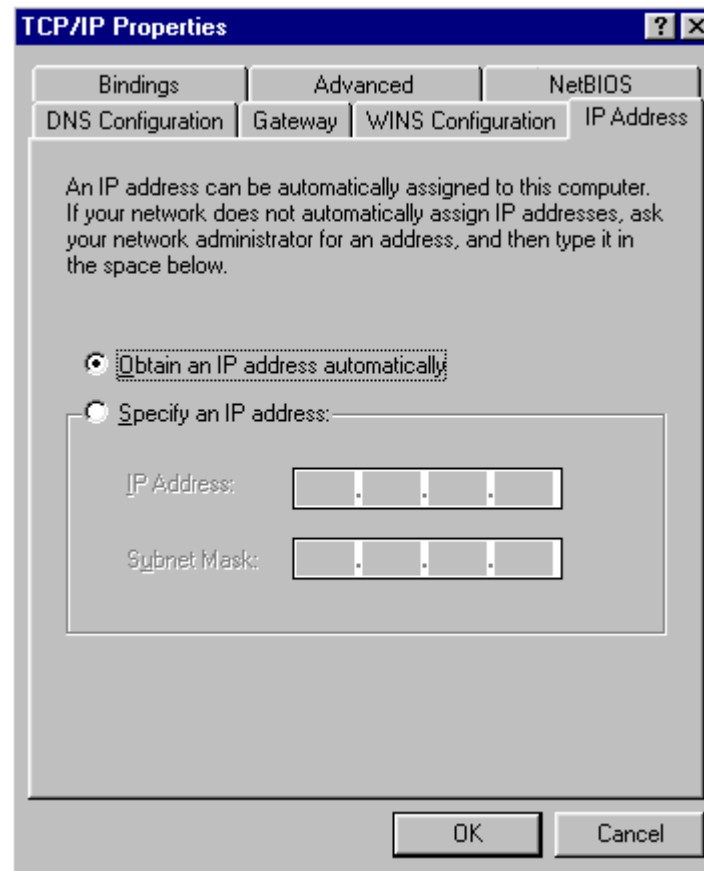 TCP/IP Properties
Bindings Advanced NetBIOS
DNS Configuration Gateway WINS Configuration IP Address
An IP address can be automatically assigned to this computer.
If your network does not automatically assign IP addresses, ask
your network administrator for an address, and then type it in
the space below.
Obtain an IP address automatically
Specify an IP address:
IP Address:
Subnet Mask:
OK Cancel